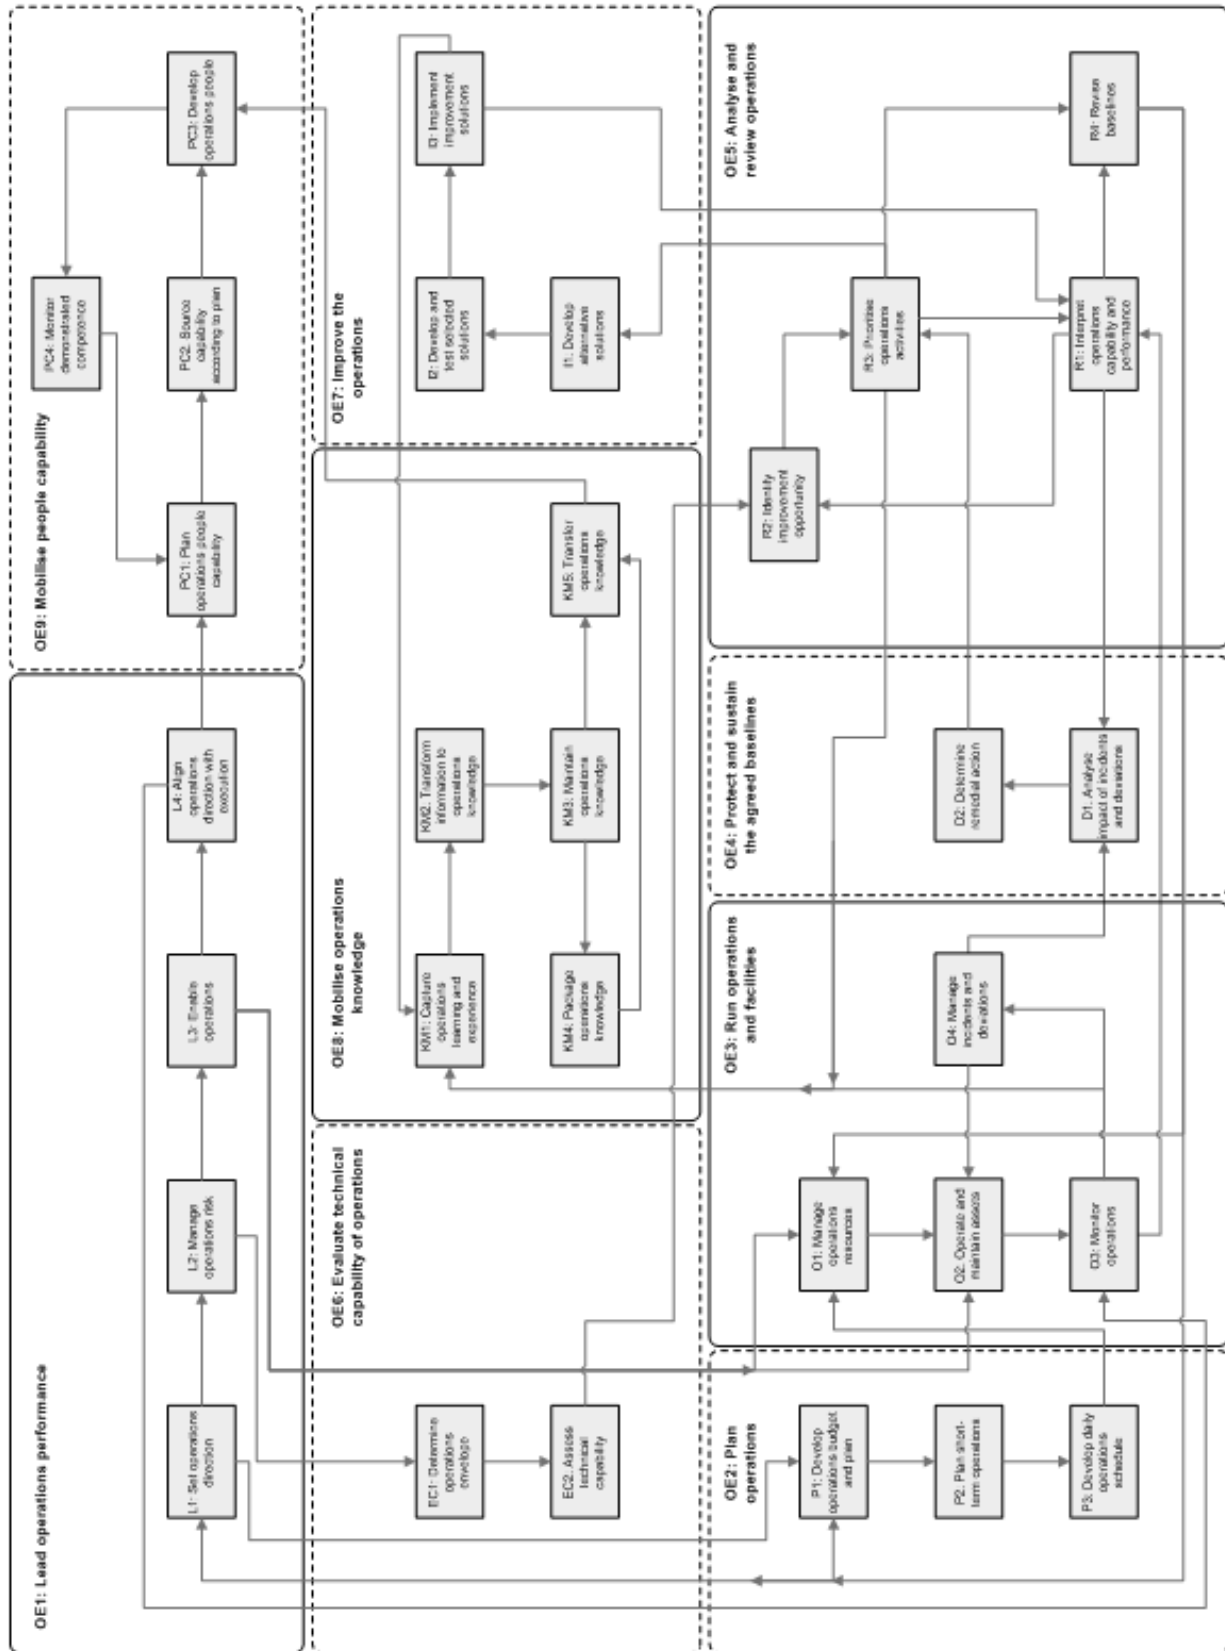 OE1: Lead operations performance
L1: Set operations
direction
L2: Manage
operations risk
L3: Enable
operations
L4: Align
operations
direction with
execution
OE9: Mobilise people capability
PC1: Plan
operations people
capability
PC2. Source
capability
according to plan
PC3: Develop
operations people
PC4: Monitor
demonstrated
competence
OE6: Evaluate technical
capability of operations
EC1: Determine
operations
envelope
EC2. Assess
technical
capability
OE8: Mobilise operations
knowledge
KM1: Capture
operations
learning and
experience
KM2. Transform
information to
operations
knowledge
KM3: Maintain
operations
knowledge
KM4: Package
operations
knowledge
KM5: Transfer
operations
knowledge
OE7: Improve the
operations
I1. Develop
alternative
solutions
I2: Develop and
test selected
solutions
I3: Implement
improvement
solutions
OE2: Plan
operations
P1: Develop
operations budget
and plan
P2. Plan short-
term operations
P3: Develop daily
operations
schedule
OE3: Run operations
and facilities
O1: Manage
operations
resources
O2. Operate and
maintain assets
O3: Monitor
operations
O4: Manage
incidents and
deviations
OE4: Protect and sustain
the agreed baselines
D1. Analyse
impact of incidents
and deviations
D2: Determine
remedial action
OE5: Analyse and
review operations
R1: Interpret
operations
capability and
performance
R2: Identify
improvement
opportunity
R3: Prioritise
operations
activities
R4: Review
baselines